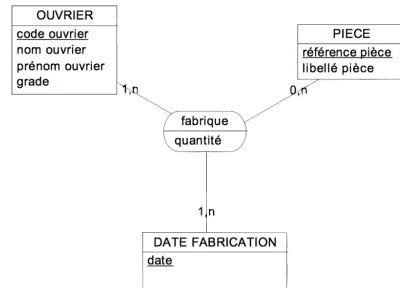 OUVRIER
code ouvrier
nom ouvrier
prénom ouvrier
grade
PIECE
référence pièce
libellé pièce
1,n
0,n
fabrique
quantité
1,n
DATE FABRICATION
date